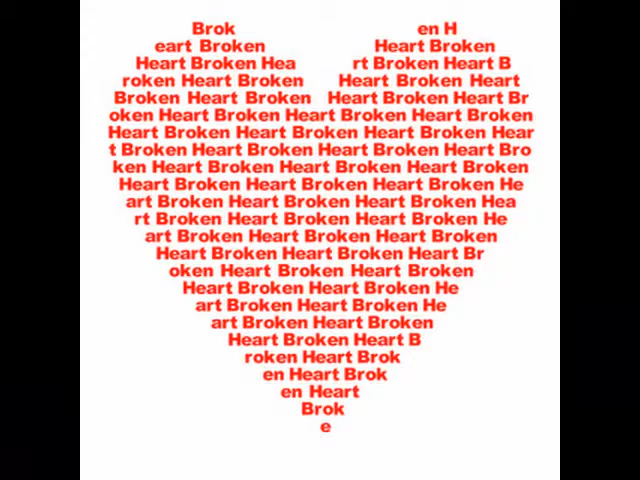 Brok en H
eart Broken Heart Broken
Heart Broken Hea rt Broken Heart B
roken Heart Broken Heart Broken Heart
Broken Heart Broken Heart Broken Heart Br
oken Heart Broken Heart Broken Heart Broken
Heart Broken Heart Broken Heart Broken Hear
t Broken Heart Broken Heart Broken Heart Bro
ken Heart Broken Heart Broken Heart Broken
Heart Broken Heart Broken Heart Broken He
art Broken Heart Broken Heart Broken Hea
rt Broken Heart Broken Heart Broken He
art Broken Heart Broken Heart Broken
Heart Broken Heart Broken Heart Br
oken Heart Broken Heart Broken
Heart Broken Heart Broken He
art Broken Heart Broken He
art Broken Heart Broken
Heart Broken Heart B
roken Heart Brok
en Heart Brok
en Heart
Brok
e